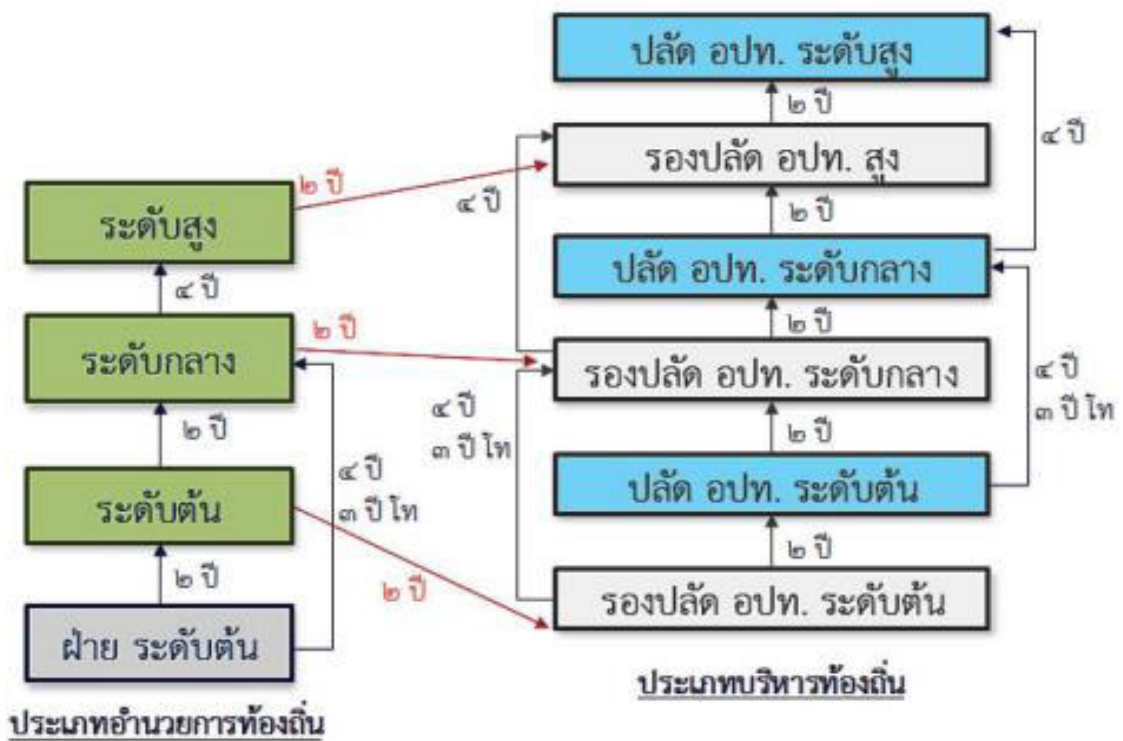 ปลัด อปท. ระดับสูง
๒ ปี
๔ ปี
รองปลัด อปท. สูง
๒ ปี
๔ ปี
๒ ปี
ระดับสูง
ปลัด อปท. ระดับกลาง
๔ ปี
๒ ปี
๒ ปี
ระดับกลาง
รองปลัด อปท. ระดับกลาง
๔ ปี
๓ ปี โท
๔ ปี
๓ ปี โท
๒ ปี
๒ ปี
๔ ปี
๓ ปี โท
ระดับต้น
ปลัด อปท. ระดับต้น
๒ ปี
๒ ปี
๒ ปี
ฝ่าย ระดับต้น
รองปลัด อปท. ระดับต้น
ประเภทบริหารท้องถิ่น
ประเภทอำนวยการท้องถิ่น